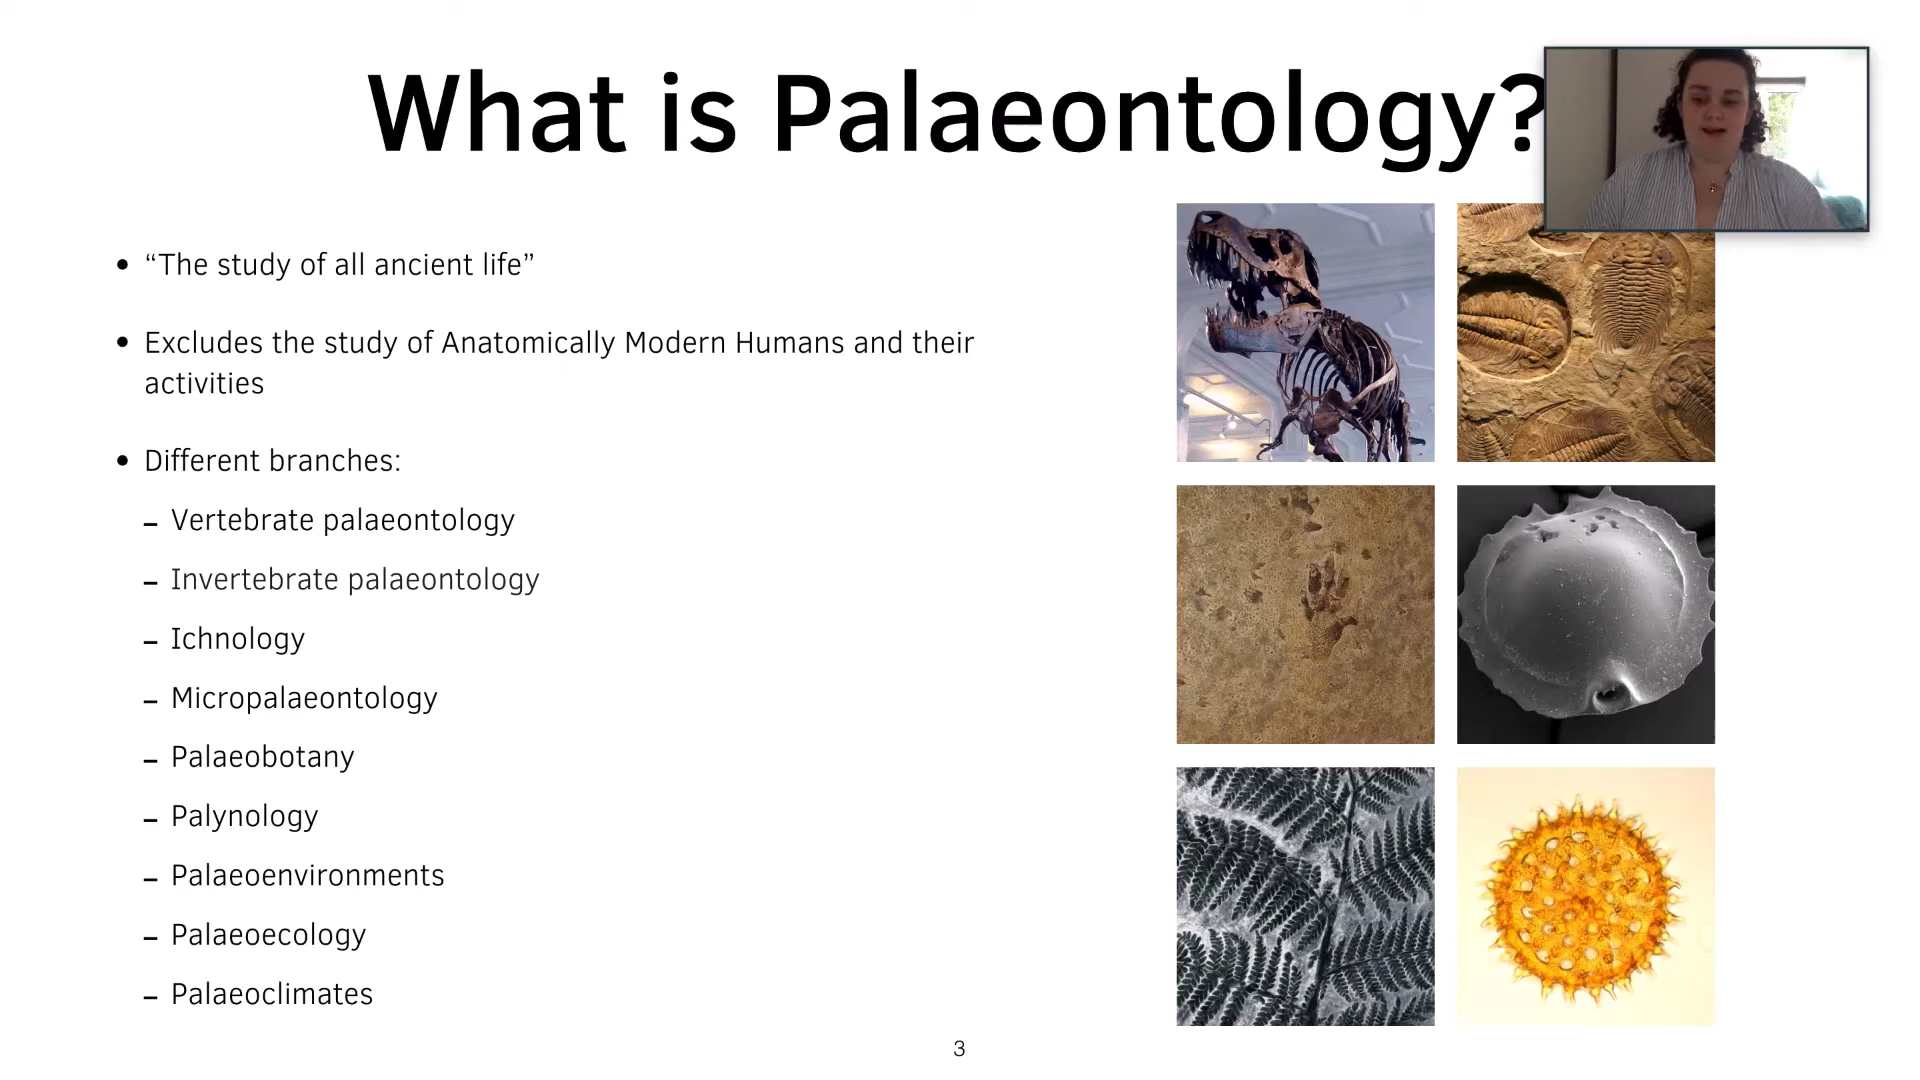 What is Palaeontology?
• “The study of all ancient life”
• Excludes the study of Anatomically Modern Humans and their
activities
• Different branches:
– Vertebrate palaeontology
– Invertebrate palaeontology
– Ichnology
– Micropalaeontology
– Palaeobotany
– Palynology
– Palaeoenvironments
– Palaeoecology
– Palaeoclimates
3